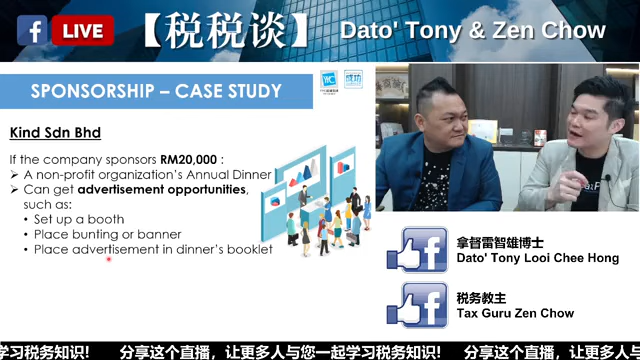 LIVE
【税税谈】
Dato' Tony & Zen Chow
SPONSORSHIP – CASE STUDY
Kind Sdn Bhd
If the company sponsors RM20,000 :
➢ A non-profit organization's Annual Dinner
➢ Can get advertisement opportunities,
such as:
• Set up a booth
• Place bunting or banner
• Place advertisement in dinner's booklet
拿督雷智雄博士
Dato' Tony Looi Chee Hong
税务教主
Tax Guru Zen Chow
学习税务知识! 分享这个直播，让更多人与您一起学习税务知识! 分享这个直播，让更多人与